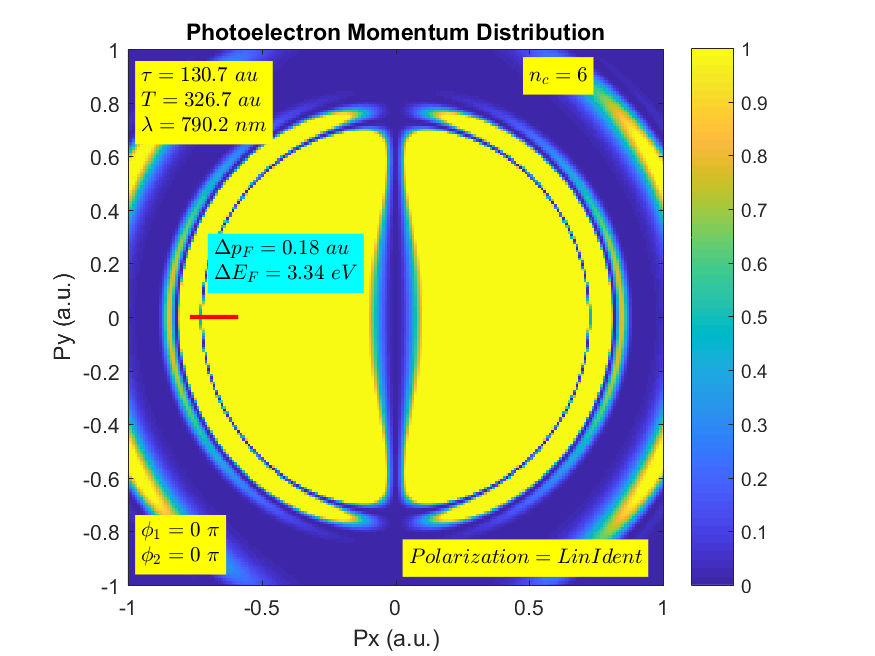 Photoelectron Momentum Distribution
τ = 130.7 au
T = 326.7 au
λ = 790.2 nm
n_c = 6
Δp_F = 0.18 au
ΔE_F = 3.34 eV
ϕ_1 = 0 π
ϕ_2 = 0 π
Polarization = LinIdent
Py (a.u.)
1
0.8
0.6
0.4
0.2
0
-0.2
-0.4
-0.6
-0.8
-1
-1
-0.5
0
0.5
1
Px (a.u.)
1
0.9
0.8
0.7
0.6
0.5
0.4
0.3
0.2
0.1
0